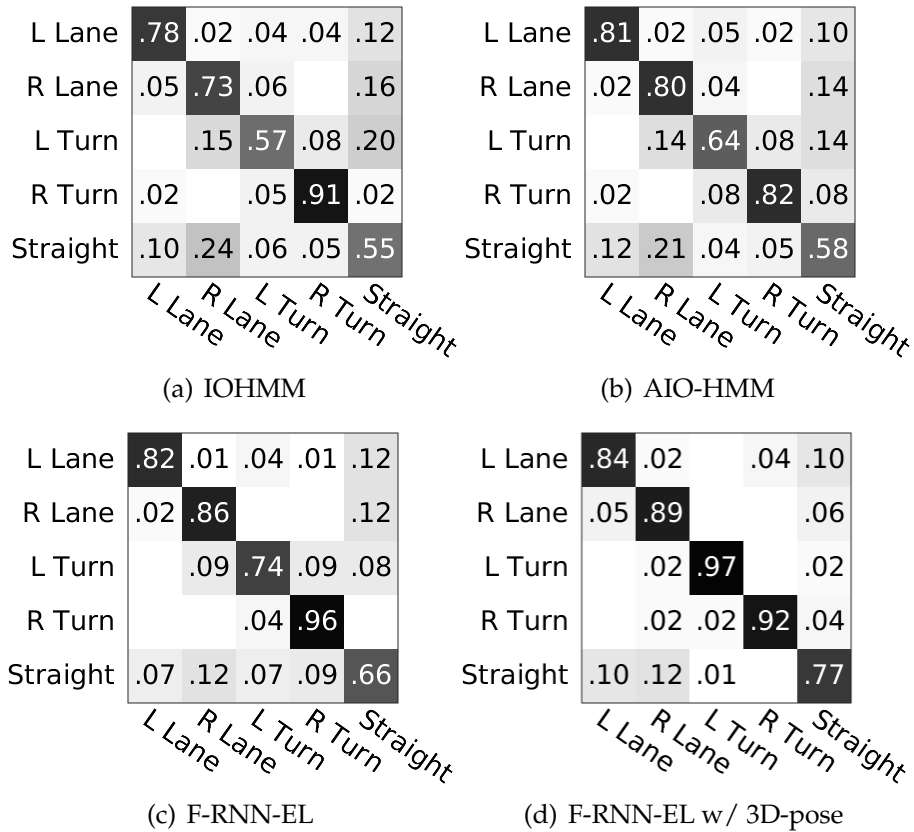 L Lane .78 .02 .04 .04 .12
R Lane .05 .73 .06 .16
L Turn .15 .57 .08 .20
R Turn .02 .05 .91 .02
Straight .10 .24 .06 .05 .55
L Lane R Lane L Turn R Turn Straight
(a) IOHMM
L Lane .81 .02 .05 .02 .10
R Lane .02 .80 .04 .14
L Turn .14 .64 .08 .14
R Turn .02 .08 .82 .08
Straight .12 .21 .04 .05 .58
L Lane R Lane L Turn R Turn Straight
(b) AIO-HMM
L Lane .82 .01 .04 .01 .12
R Lane .02 .86 .12
L Turn .09 .74 .09 .08
R Turn .04 .96
Straight .07 .12 .07 .09 .66
L Lane R Lane L Turn R Turn Straight
(c) F-RNN-EL
L Lane .84 .02 .04 .10
R Lane .05 .89 .06
L Turn .02 .97 .02
R Turn .02 .02 .92 .04
Straight .10 .12 .01 .77
L Lane R Lane L Turn R Turn Straight
(d) F-RNN-EL w/ 3D-pose